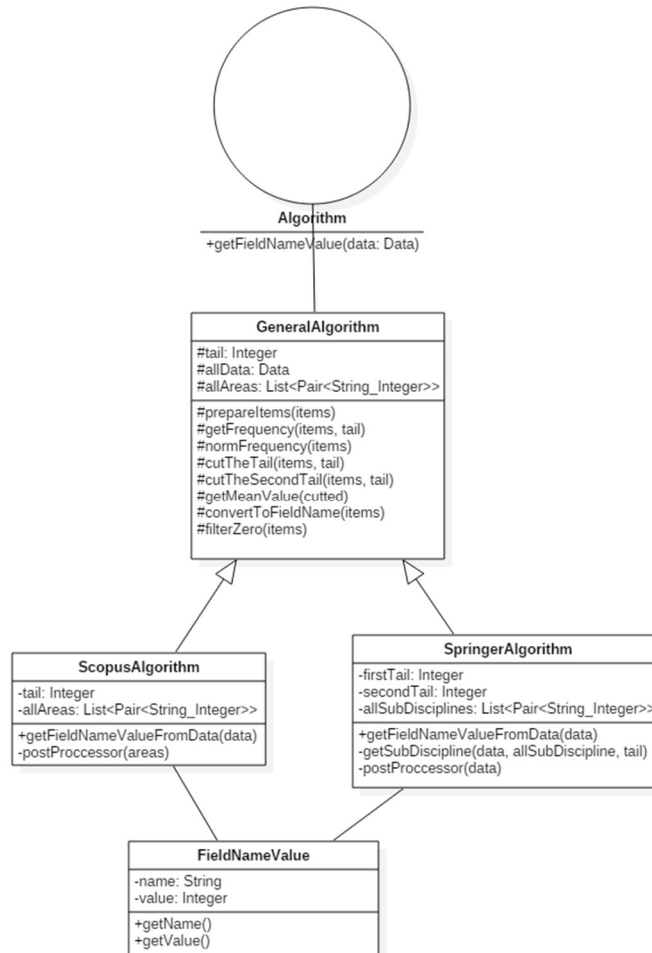 Algorithm
+getFieldNameValue(data: Data)
GeneralAlgorithm
#tail: Integer
#allData: Data
#allAreas: List<Pair<String_Integer>>
#prepareItems(items)
#getFrequency(items, tail)
#normFrequency(items)
#cutTheTail(items, tail)
#cutTheSecondTail(items, tail)
#getMeanValue(cutted)
#convertToFieldName(items)
#filterZero(items)
ScopusAlgorithm
-tail: Integer
-allAreas: List<Pair<String_Integer>>
+getFieldNameValueFromData(data)
-postProccessor(areas)
SpringerAlgorithm
-firstTail: Integer
-secondTail: Integer
-allSubDisciplines: List<Pair<String_Integer>>
+getFieldNameValueFromData(data)
-getSubDiscipline(data, allSubDiscipline, tail)
-postProccessor(data)
FieldNameValue
-name: String
-value: Integer
+getName()
+getValue()